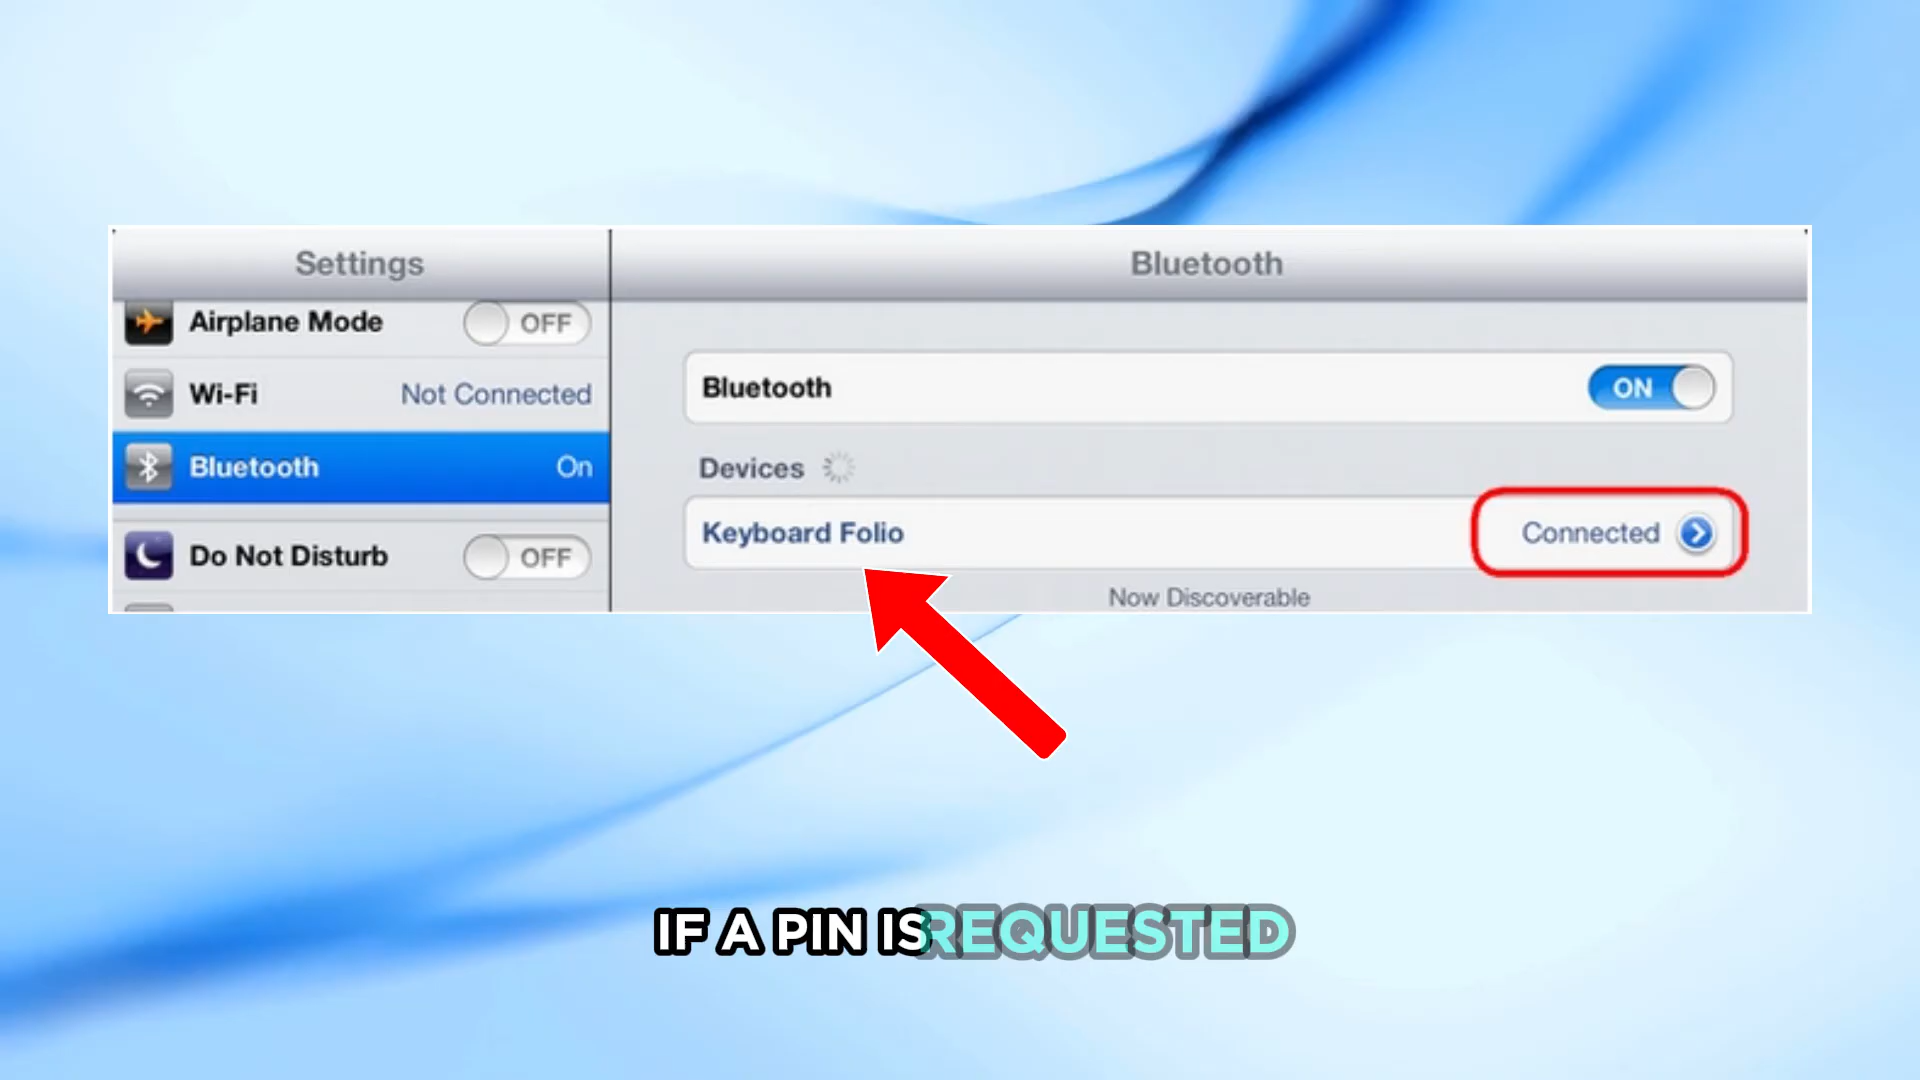 Settings
Airplane Mode OFF
Wi-Fi Not Connected
Bluetooth On
Do Not Disturb OFF
Bluetooth
Bluetooth ON
Devices
Keyboard Folio Connected
Now Discoverable
IF A PIN IS REQUESTED